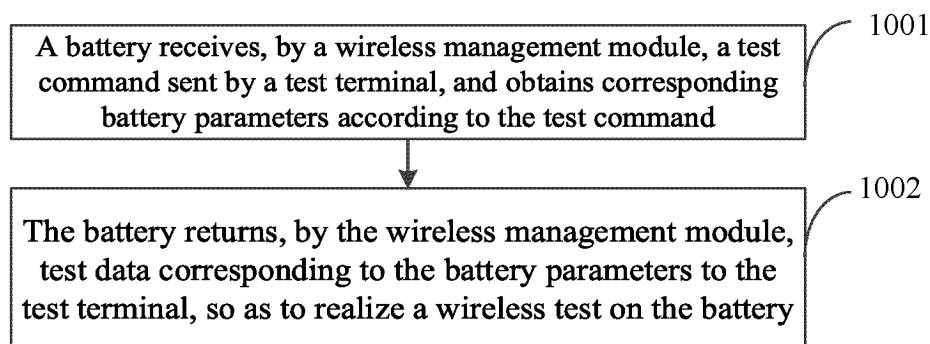 A battery receives, by a wireless management module, a test
command sent by a test terminal, and obtains corresponding
battery parameters according to the test command
1001
The battery returns, by the wireless management module,
test data corresponding to the battery parameters to the
test terminal, so as to realize a wireless test on the battery
1002